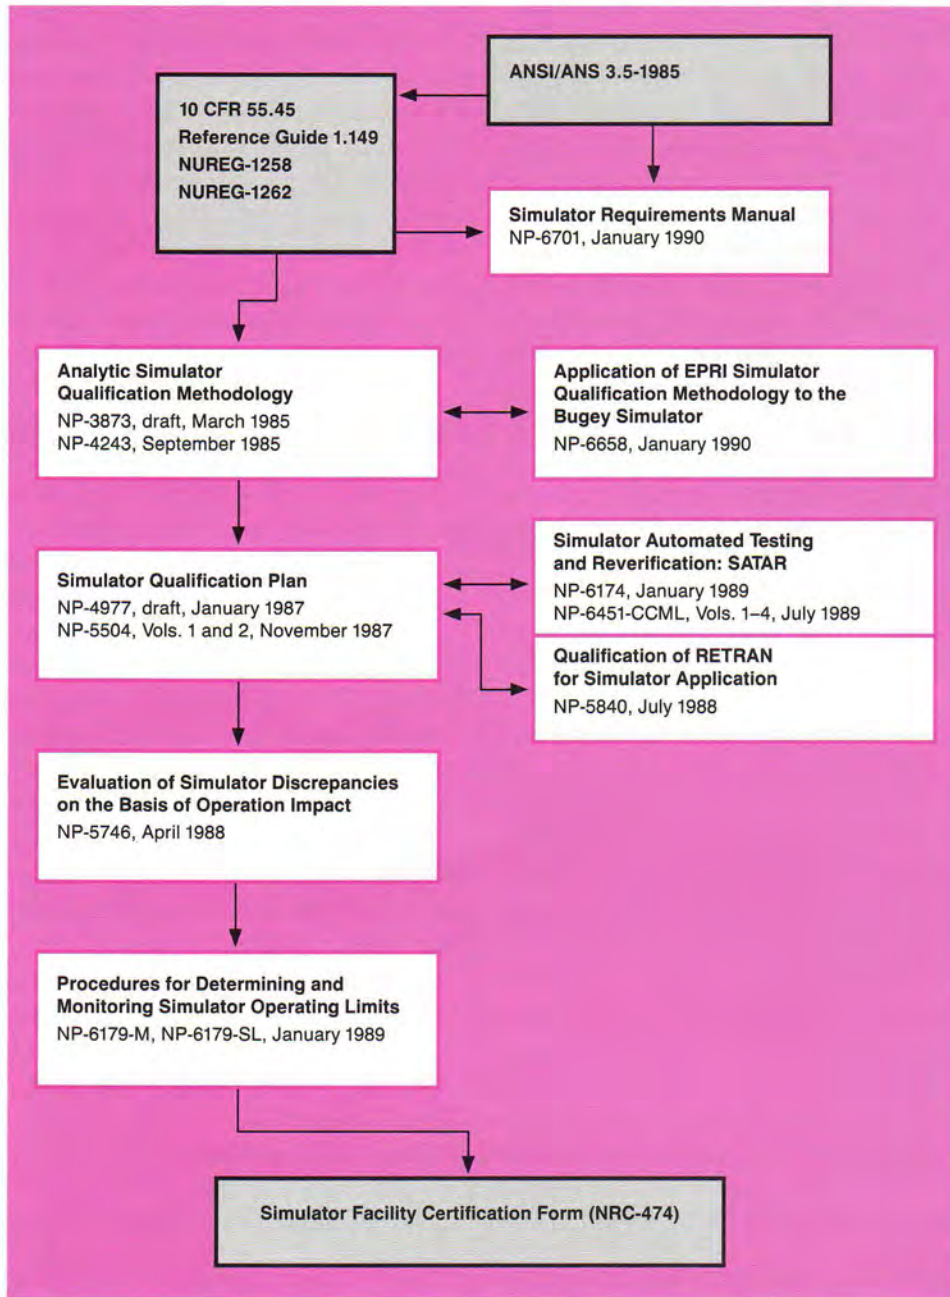 ANSI/ANS 3.5-1985
10 CFR 55.45
Reference Guide 1.149
NUREG-1258
NUREG-1262
Simulator Requirements Manual
NP-6701, January 1990
Analytic Simulator
Qualification Methodology
NP-3873, draft, March 1985
NP-4243, September 1985
Application of EPRI Simulator
Qualification Methodology to the
Bugey Simulator
NP-6658, January 1990
Simulator Qualification Plan
NP-4977, draft, January 1987
NP-5504, Vols. 1 and 2, November 1987
Simulator Automated Testing
and Reverification: SATAR
NP-6174, January 1989
NP-6451-CCML, Vols. 1–4, July 1989
Qualification of RETRAN
for Simulator Application
NP-5840, July 1988
Evaluation of Simulator Discrepancies
on the Basis of Operation Impact
NP-5746, April 1988
Procedures for Determining and
Monitoring Simulator Operating Limits
NP-6179-M, NP-6179-SL, January 1989
Simulator Facility Certification Form (NRC-474)